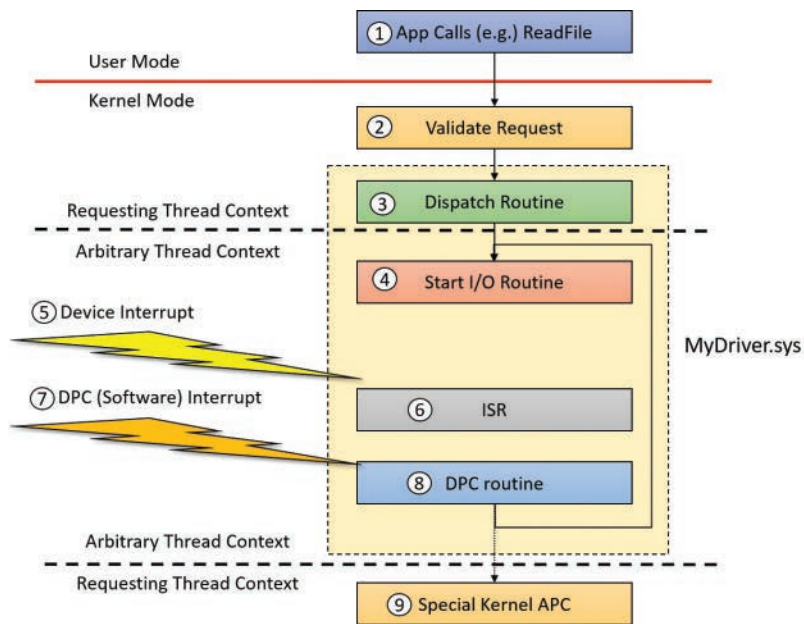 ① App Calls (e.g.) ReadFile
User Mode
Kernel Mode
② Validate Request
③ Dispatch Routine
Requesting Thread Context
Arbitrary Thread Context
④ Start I/O Routine
⑤ Device Interrupt
MyDriver.sys
⑦ DPC (Software) Interrupt
⑥ ISR
⑧ DPC routine
Arbitrary Thread Context
Requesting Thread Context
⑨ Special Kernel APC